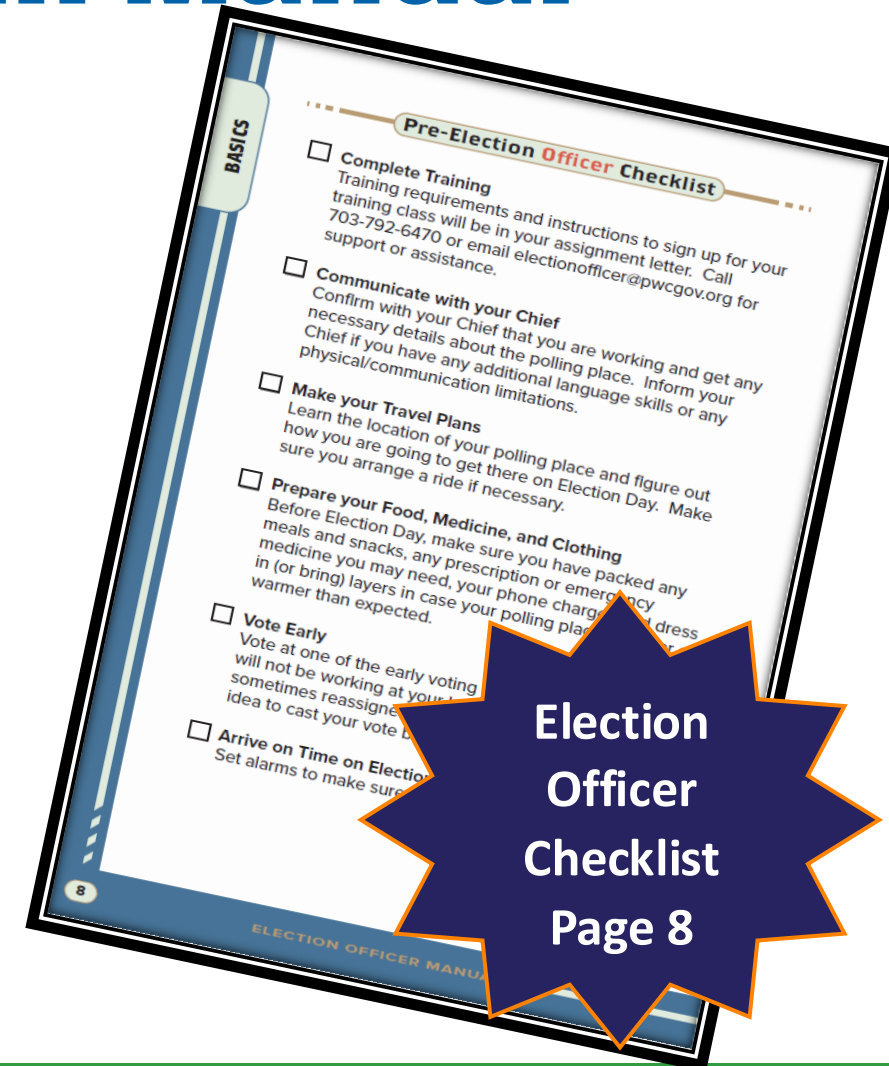 Manual
BASICS
Pre-Election Officer Checklist
Complete Training
Training requirements and instructions to sign up for your
training class will be in your assignment letter. Call
703-792-6470 or email electionofficer@pwcgov.org for
support or assistance.
Communicate with your Chief
Confirm with your Chief that you are working and get any
necessary details about the polling place. Inform your
Chief if you have any additional language skills or any
physical/communication limitations.
Make your Travel Plans
Learn the location of your polling place and figure out
how you are going to get there on Election Day. Make
sure you arrange a ride if necessary.
Prepare your Food, Medicine, and Clothing
Before Election Day, make sure you have packed any
meals and snacks, any prescription or emergency
medicine you may need, your phone dress
in (or bring) layers in case your polling
warmer than expected.
Vote Early
Vote at one of the early voting
will not be working at your
sometimes
idea to cast your vote
Arrive on Time on
Set alarms to make sure
8
ELECTION OFFICER
Election
Officer
Checklist
Page 8